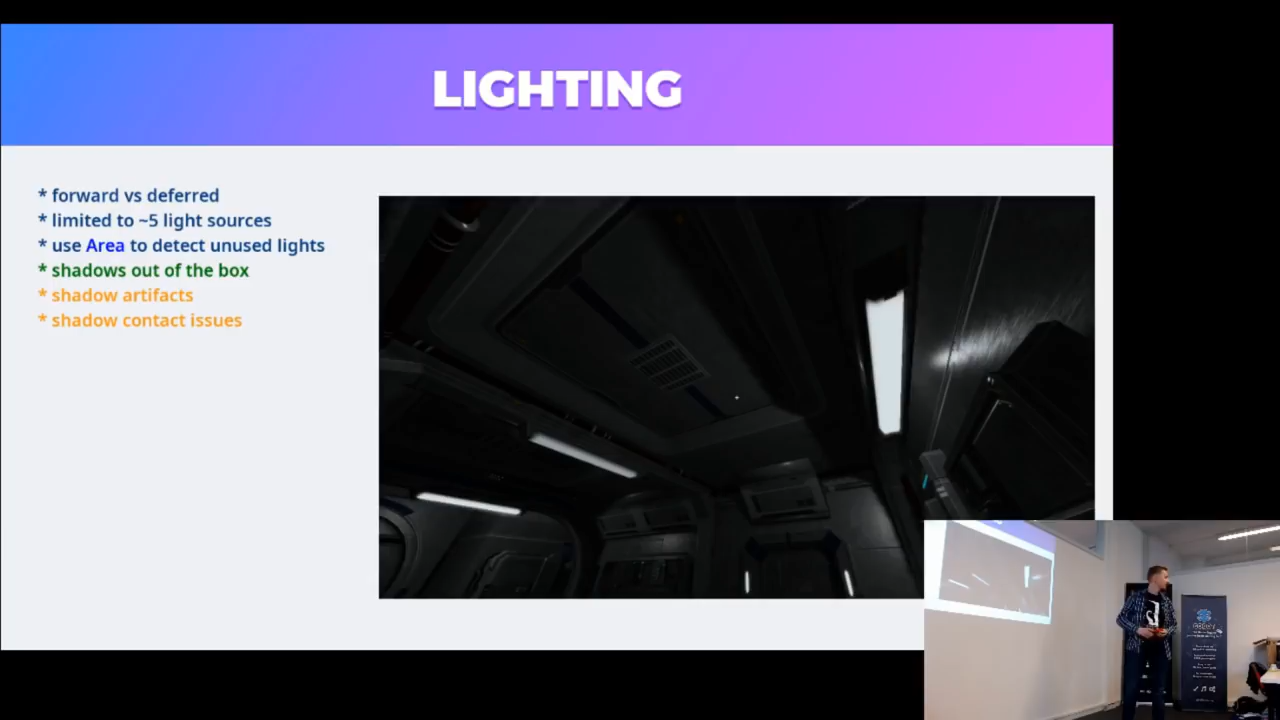 LIGHTING
* forward vs deferred
* limited to ~5 light sources
* use Area to detect unused lights
* shadows out of the box
* shadow artifacts
* shadow contact issues